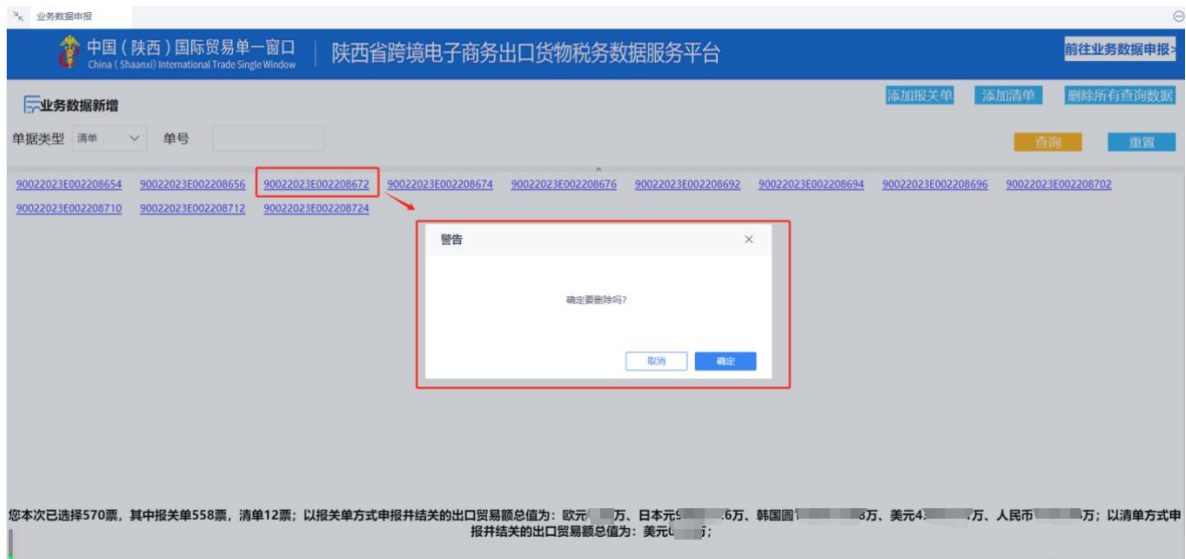 业务数据申报
中国（陕西）国际贸易单一窗口
China ( Shaanxi) International Trade Single Window
陕西省跨境电子商务出口货物税务数据服务平台
前往业务数据申报>
业务数据新增
添加报关单 添加清单 删除所有查询数据
单据类型 清单 单号
查询 重置
90022023E002208654 90022023E002208656 90022023E002208672 90022023E002208674 90022023E002208676 90022023E002208692 90022023E002208694 90022023E002208696 90022023E002208702
90022023E002208710 90022023E002208712 90022023E002208724
警告
确定要删除吗?
取消 确定
您本次已选择570票，其中报关单558票，清单12票；以报关单方式申报并结关的出口贸易额总值为：欧元 万、日本元 .6万、韩国圆 万、美元4 万、人民币 万；以清单方式申
报并结关的出口贸易额总值为：美元 万；